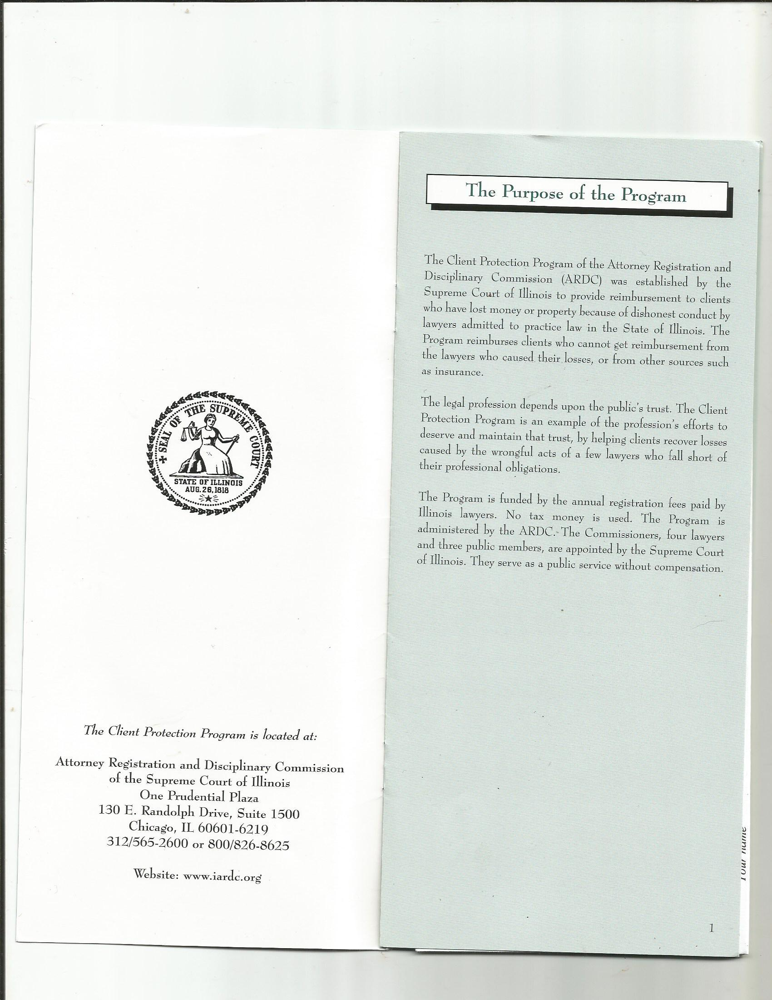 ✝ SEAL OF THE SUPREME COURT
STATE OF ILLINOIS
AUG. 26, 1818
The Client Protection Program is located at:
Attorney Registration and Disciplinary Commission
of the Supreme Court of Illinois
One Prudential Plaza
130 E. Randolph Drive, Suite 1500
Chicago, IL 60601-6219
312/565-2600 or 800/826-8625
Website: www.iardc.org
The Purpose of the Program
The Client Protection Program of the Attorney Registration and
Disciplinary Commission (ARDC) was established by the
Supreme Court of Illinois to provide reimbursement to clients
who have lost money or property because of dishonest conduct by
lawyers admitted to practice law in the State of Illinois. The
Program reimburses clients who cannot get reimbursement from
the lawyers who caused their losses, or from other sources such
as insurance.
The legal profession depends upon the public's trust. The Client
Protection Program is an example of the profession's efforts to
deserve and maintain that trust, by helping clients recover losses
caused by the wrongful acts of a few lawyers who fall short of
their professional obligations.
The Program is funded by the annual registration fees paid by
Illinois lawyers. No tax money is used. The Program is
administered by the ARDC. The Commissioners, four lawyers
and three public members, are appointed by the Supreme Court
of Illinois. They serve as a public service without compensation.
1
Your name